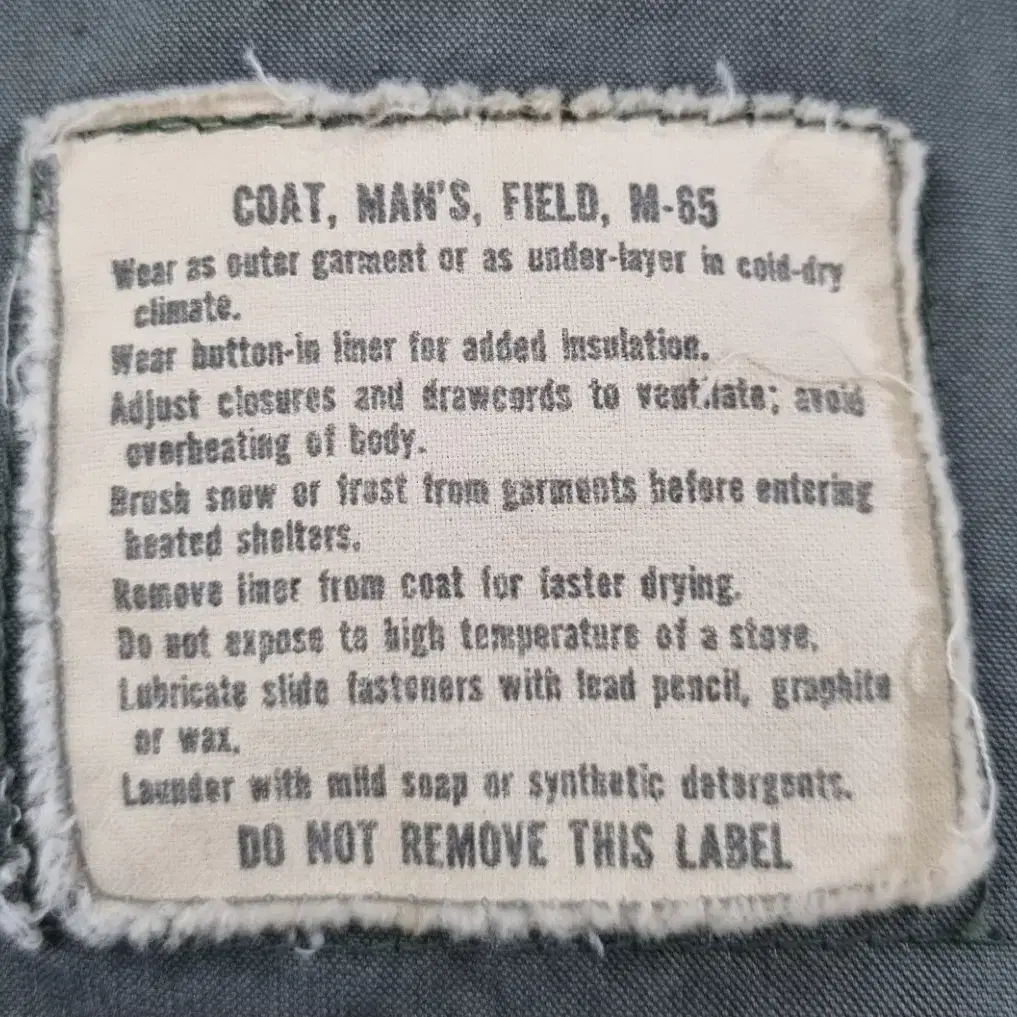 COAT, MAN'S, FIELD, M-65
Wear as outer garment or as under-layer in cold-dry
climate.
Wear button-in liner for added insulation.
Adjust closures and drawcords to ventilate; avoid
overheating of body.
Brush snow or frost from garments before entering
heated shelters.
Remove liner from coat for faster drying.
Do not expose to high temperature of a stove.
Lubricate slide fasteners with lead pencil, graphite
or wax.
Launder with mild soap or synthetic detergents.
DO NOT REMOVE THIS LABEL